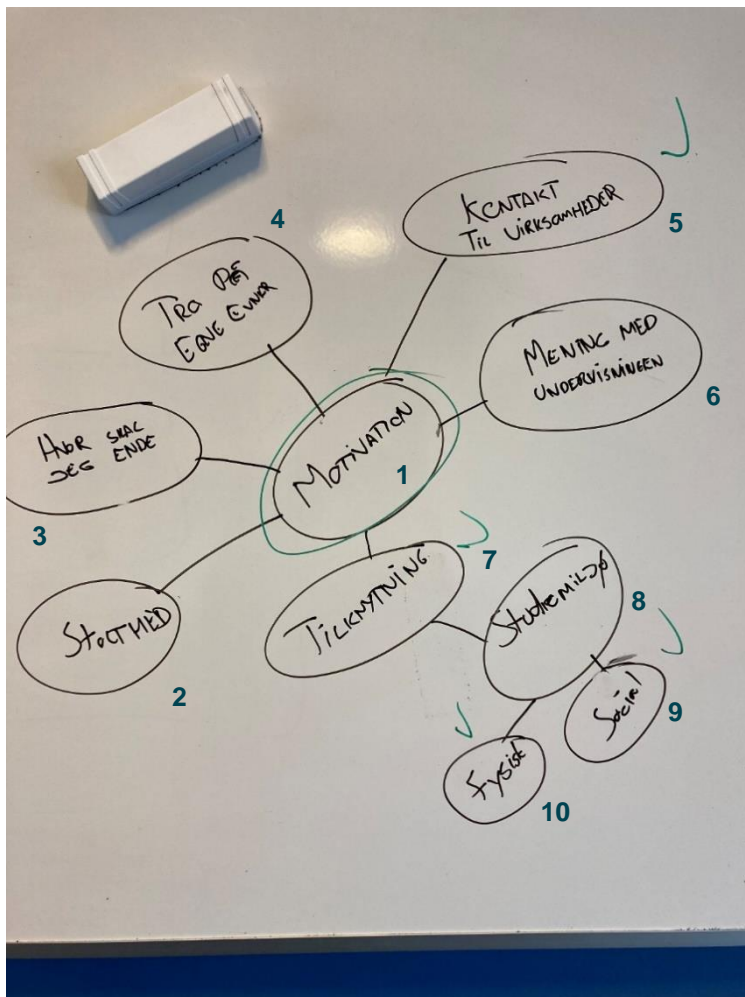 4
KONTAKT
TIL VIRKSOMHEDER
5
TRO PÅ
EGNE EVNER
MENING MED
UNDERVISNINGEN
6
MOTIVATION
1
HVOR SKAL
JEG ENDE
3
TILKNYTNING
7
STUDIEMILJØ
8
STOLTHED
2
Social
9
Fysisk
10